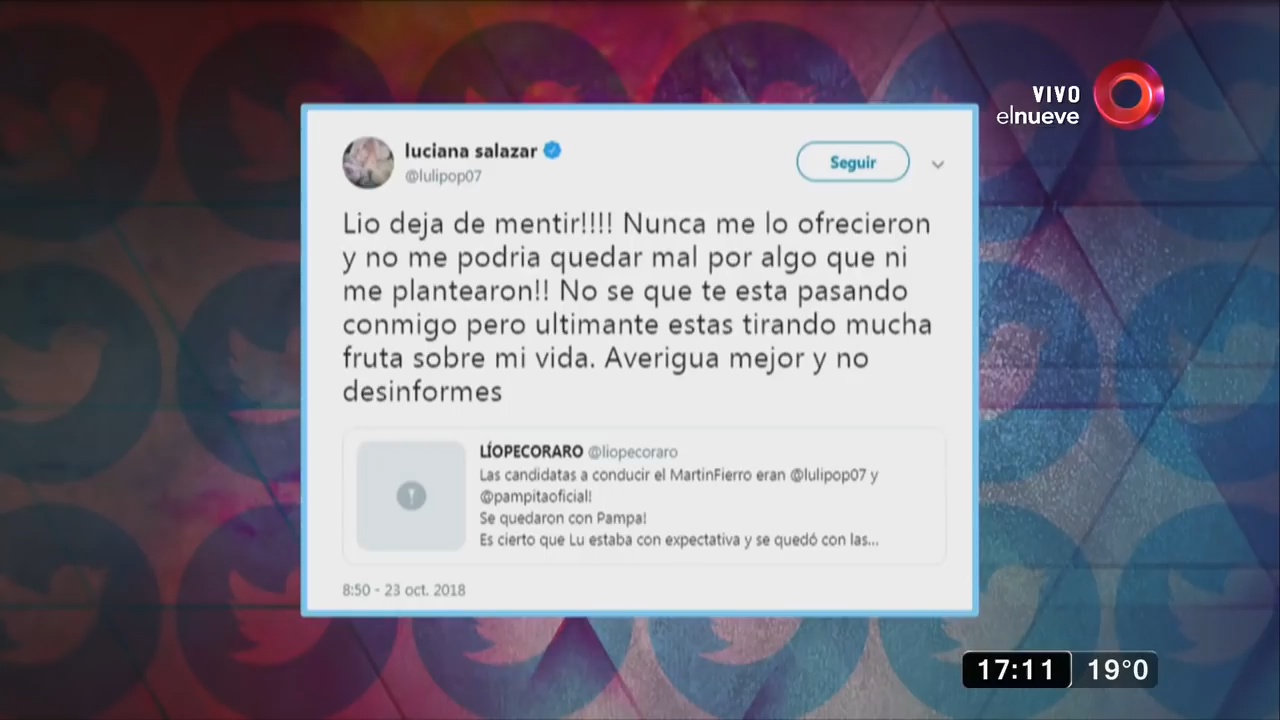 VIVO
elnueve
luciana salazar
@lulipop07
Seguir
Lio deja de mentir!!!! Nunca me lo ofrecieron
y no me podria quedar mal por algo que ni
me plantearon!! No se que te esta pasando
conmigo pero ultimante estas tirando mucha
fruta sobre mi vida. Averigua mejor y no
desinformes
LÍOPECORARO @liopecoraro
Las candidatas a conducir el MartinFierro eran @lulipop07 y
@pampitaoficial!
Se quedaron con Pampa!
Es cierto que Lu estaba con expectativa y se quedó con las...
8:50 - 23 oct. 2018
17:11 19°0